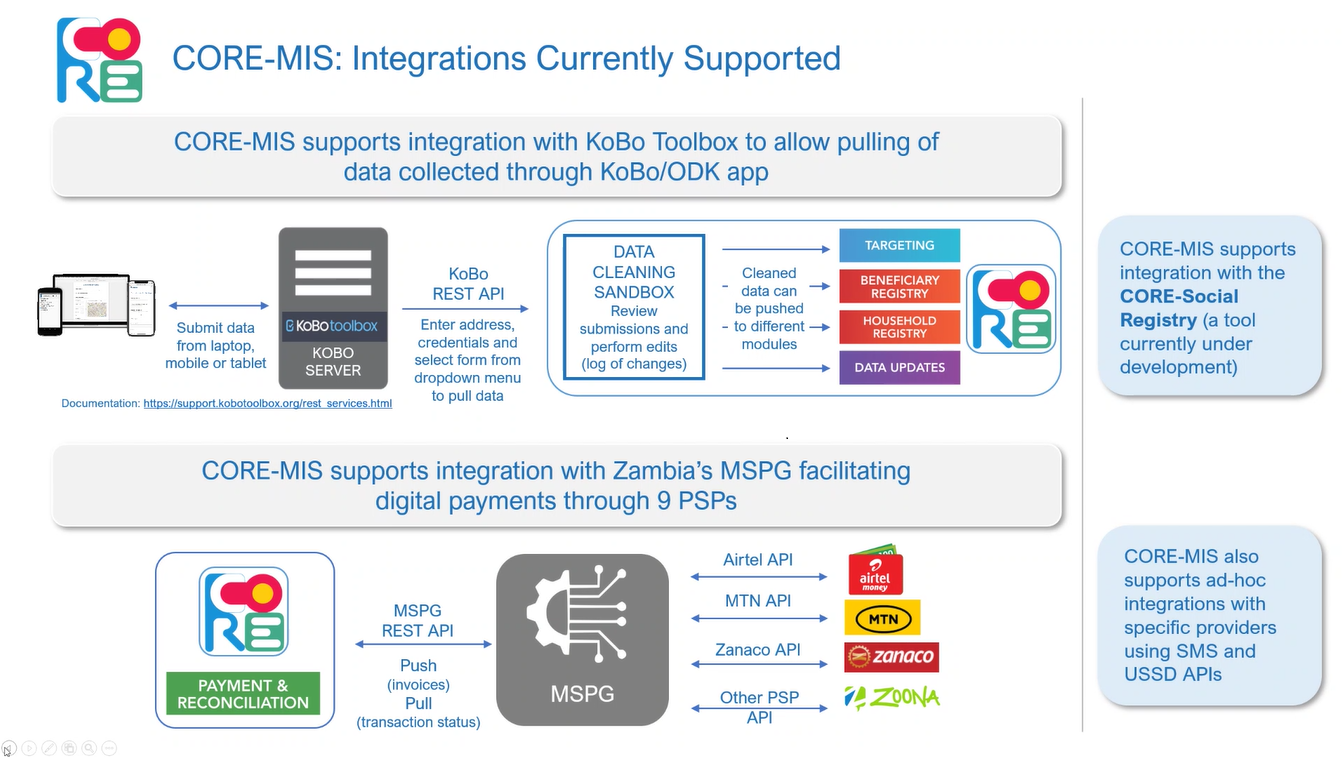 CORE
CORE-MIS: Integrations Currently Supported
CORE-MIS supports integration with KoBo Toolbox to allow pulling of
data collected through KoBo/ODK app
Submit data
from laptop,
mobile or tablet
KoBotoolbox
KOBO
SERVER
KoBo
REST API
Enter address,
credentials and
select form from
dropdown menu
to pull data
DATA
CLEANING
SANDBOX
Review
submissions and
perform edits
(log of changes)
Cleaned
data can
be pushed
to different
modules
TARGETING
BENEFICIARY
REGISTRY
HOUSEHOLD
REGISTRY
DATA UPDATES
CORE
Documentation: https://support.kobotoolbox.org/rest_services.html
CORE-MIS supports
integration with the
CORE-Social
Registry (a tool
currently under
development)
CORE-MIS supports integration with Zambia's MSPG facilitating
digital payments through 9 PSPs
CORE
PAYMENT &
RECONCILIATION
MSPG
REST API
Push
(invoices)
Pull
(transaction status)
MSPG
Airtel API
MTN API
Zanaco API
Other PSP
API
airtel
money
MTN
zanaco
ZOONA
CORE-MIS also
supports ad-hoc
integrations with
specific providers
using SMS and
USSD APIs